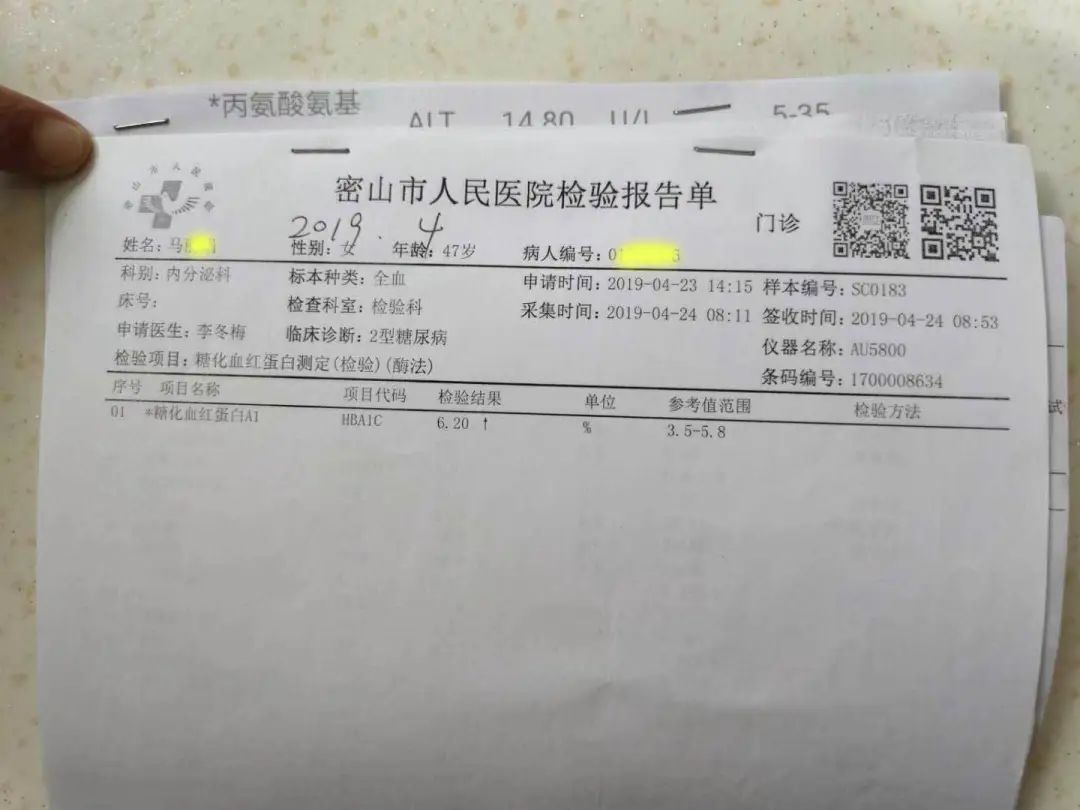 *丙氨酸氨基 ALT 14.80 U/L 5-35
密山市人民医院检验报告单
2019.4
门诊
姓名:马 性别:女 年龄:47岁 病人编号:0 6
科别:内分泌科 标本种类:全血 申请时间:2019-04-23 14:15 样本编号:SC0183
床号: 检查科室:检验科 采集时间:2019-04-24 08:11 签收时间:2019-04-24 08:53
申请医生:李冬梅 临床诊断:2型糖尿病 仪器名称:AU5800
检验项目:糖化血红蛋白测定(检验)(酶法) 条码编号:1700008634
序号 项目名称 项目代码 检验结果 单位 参考值范围 检验方法
01 *糖化血红蛋白A1 HBA1C 6.20 ↑ % 3.5-5.8
试